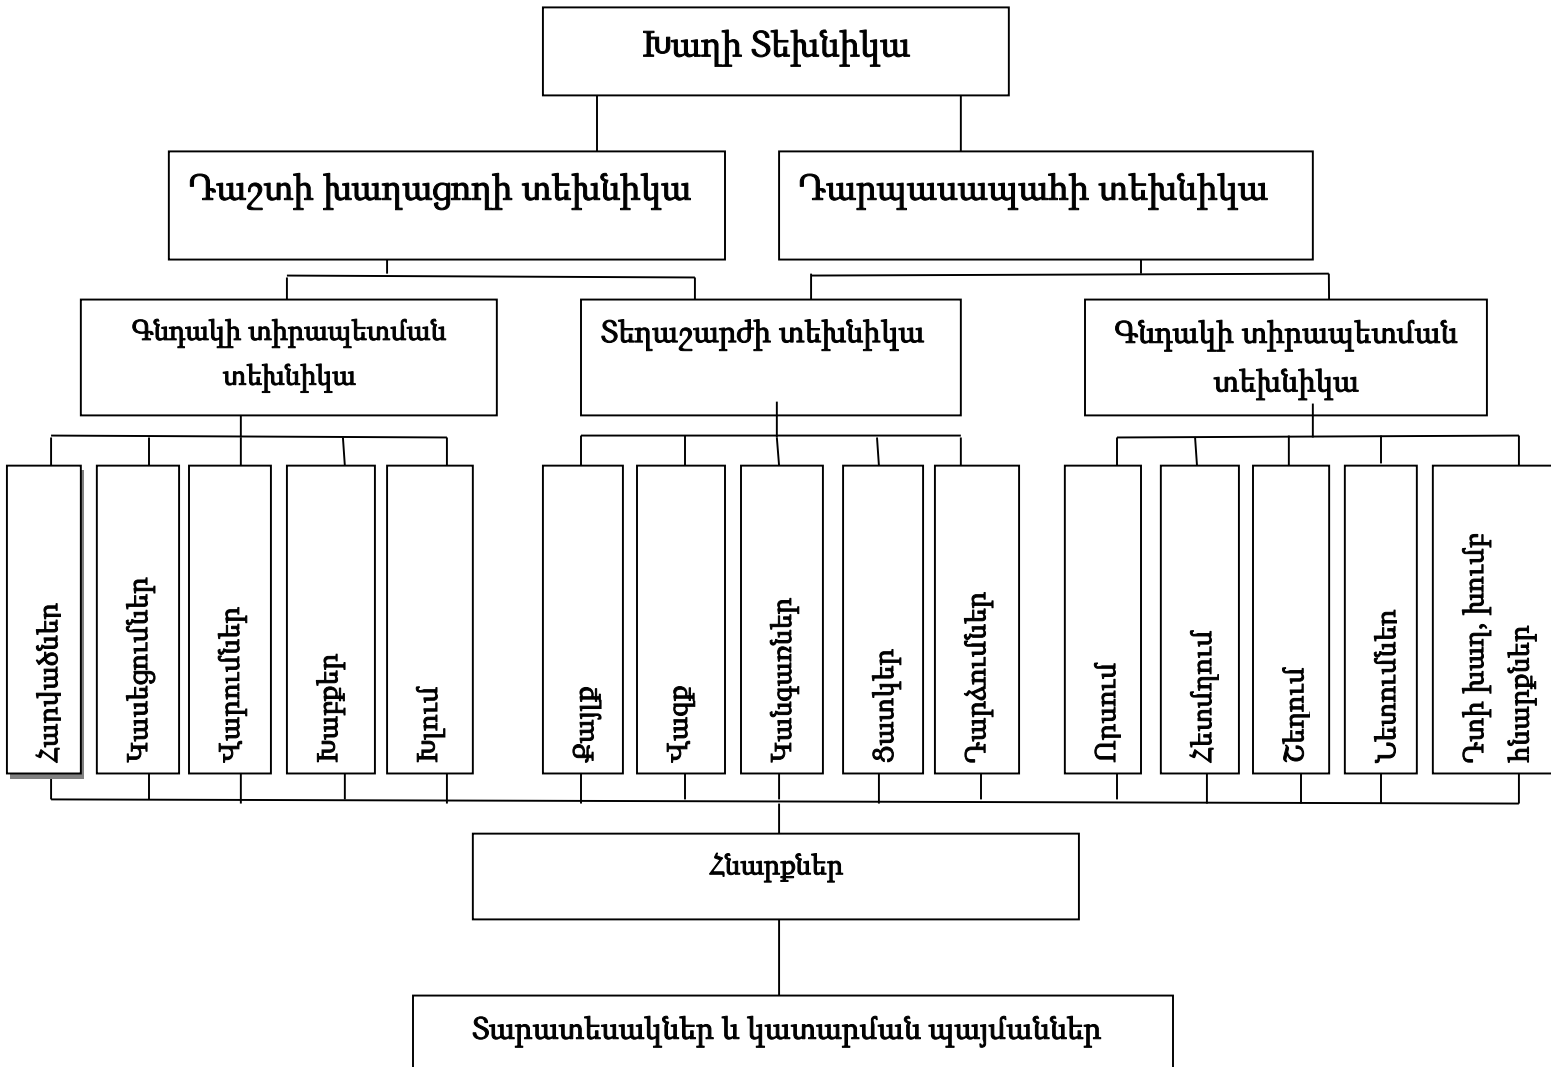 Խաղի Տեխնիկա
Դաշտի խաղացողի տեխնիկա
Դարպասապահի տեխնիկա
Գնդակի տիրապետման
տեխնիկա
Տեղաշարժի տեխնիկա
Գնդակի տիրապետման
տեխնիկա
Հարվածներ
Կասեցումներ
Վարումներ
Խաբքեր
Խլում
Քայլք
Վազք
Կանգառներ
Ցատկեր
Դարձումներ
Որսում
Հետմղում
Շեղում
Նետումներ
Դտի խաղ, խումբ
հնարքներ
Հնարքներ
Տարատեսակներ և կատարման պայմաններ